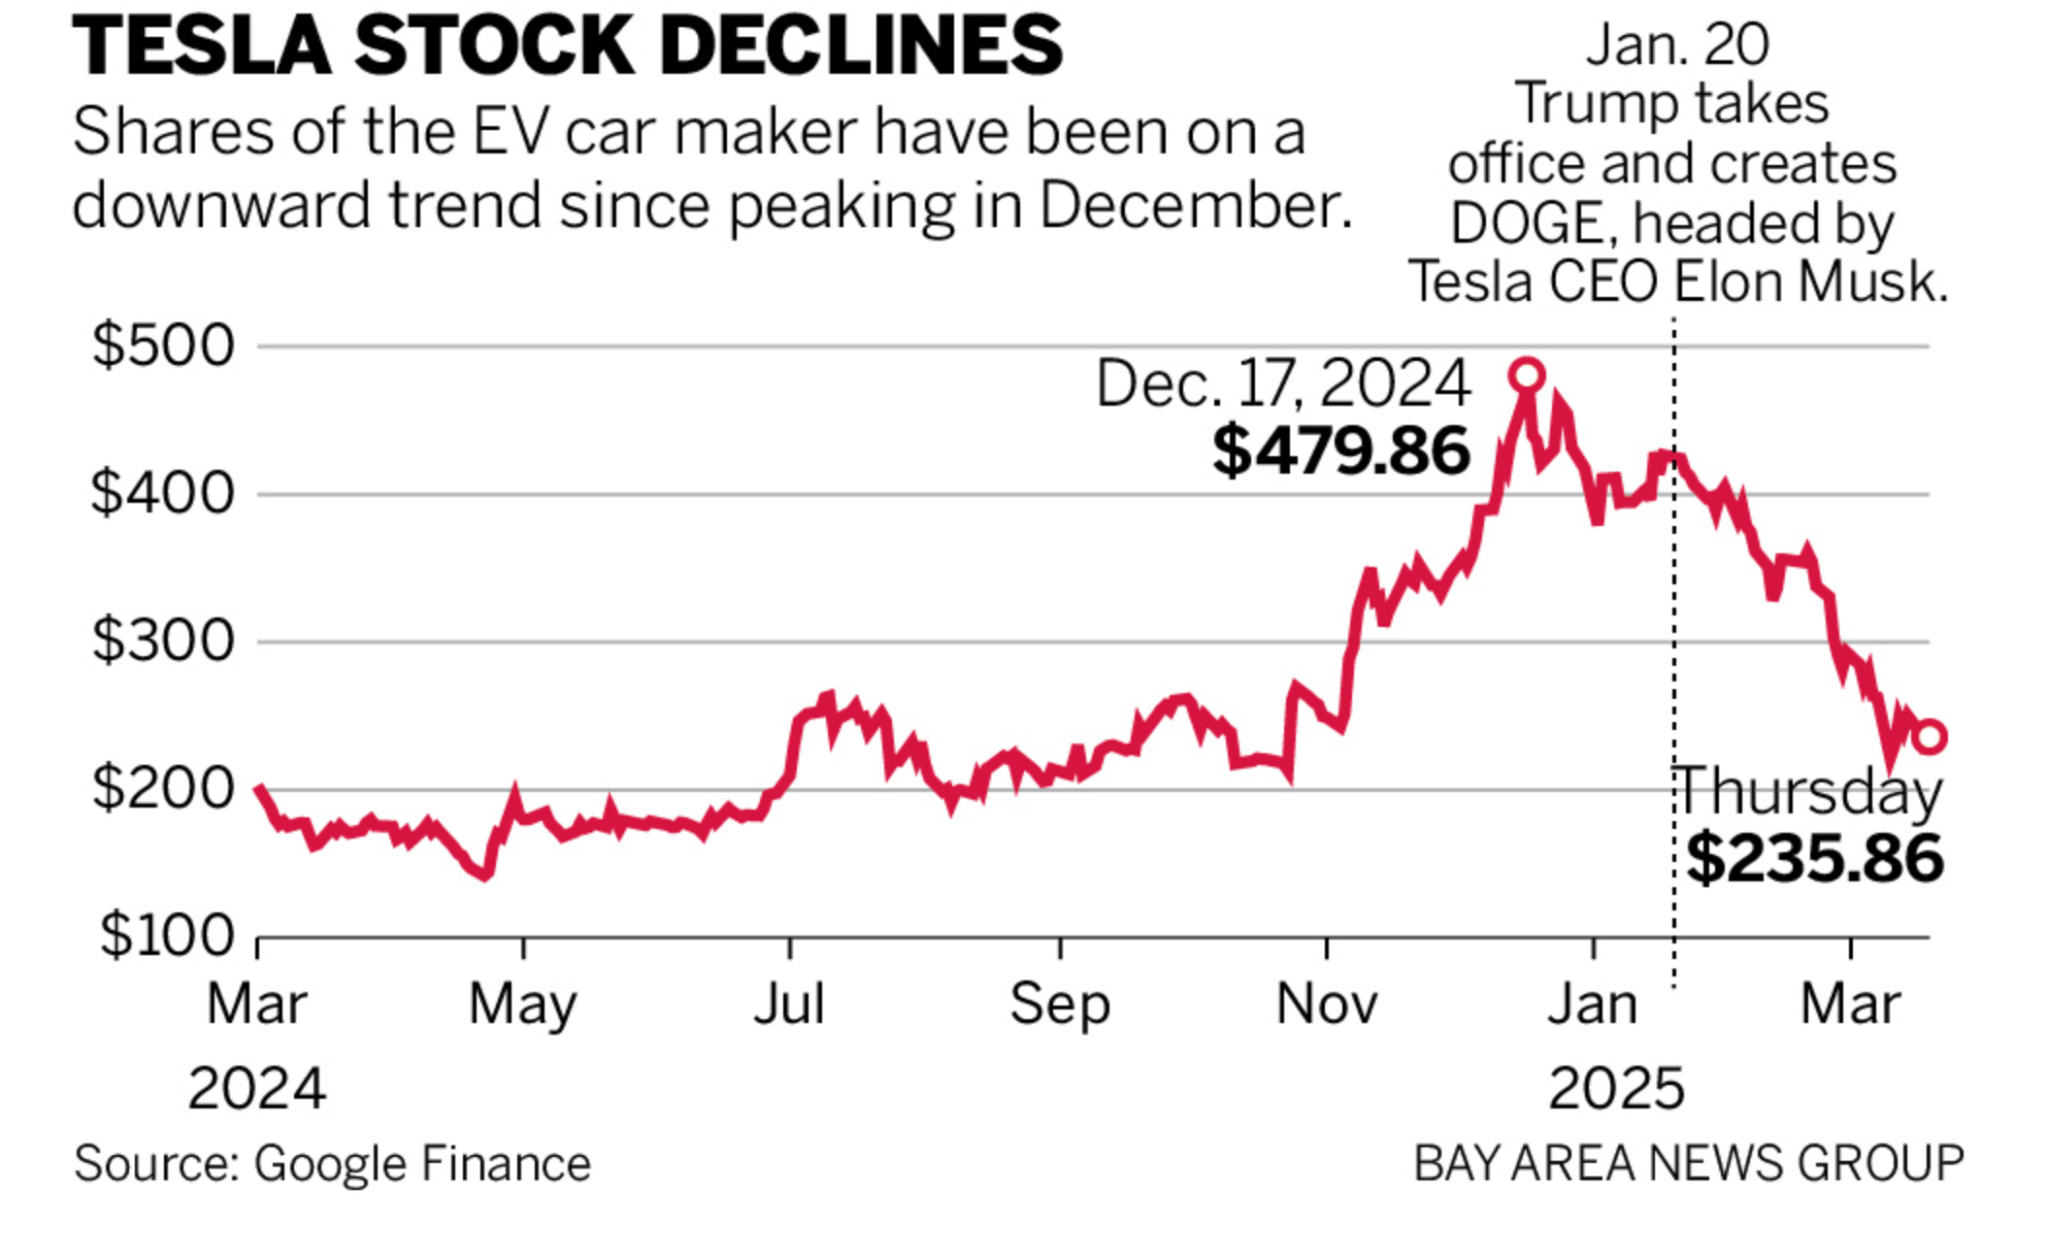 TESLA STOCK DECLINES
Shares of the EV car maker have been on a
downward trend since peaking in December.
Jan. 20
Trump takes
office and creates
DOGE, headed by
Tesla CEO Elon Musk.
$500
$400
$300
$200
$100
Dec. 17, 2024
$479.86
Thursday
$235.86
Mar
May
Jul
Sep
Nov
Jan
Mar
2024
2025
Source: Google Finance
BAY AREA NEWS GROUP